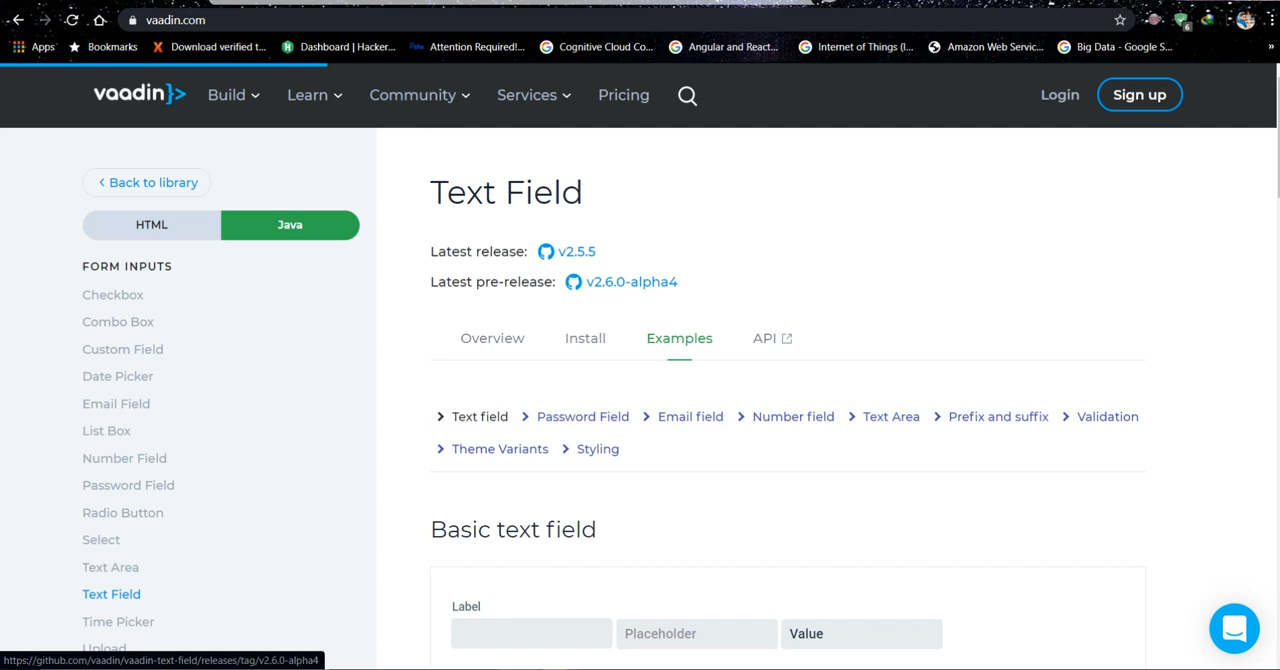 vaadin.com
Apps
Bookmarks
Download verified t...
Dashboard | Hacker...
Attention Required!...
Cognitive Cloud Co...
Angular and React...
Internet of Things (I...
Amazon Web Servic...
Big Data - Google S...
»
vaadin}>
Build
Learn
Community
Services
Pricing
Login
Sign up
Back to library
HTML
Java
FORM INPUTS
Checkbox
Combo Box
Custom Field
Date Picker
Email Field
List Box
Number Field
Password Field
Radio Button
Select
Text Area
Text Field
Time Picker
Upload
Text Field
Latest release: v2.5.5
Latest pre-release: v2.6.0-alpha4
Overview Install Examples API
Text field Password Field Email field Number field Text Area Prefix and suffix Validation
Theme Variants Styling
Basic text field
Label
Placeholder Value
https://github.com/vaadin/vaadin-text-field/releases/tag/v2.6.0-alpha4